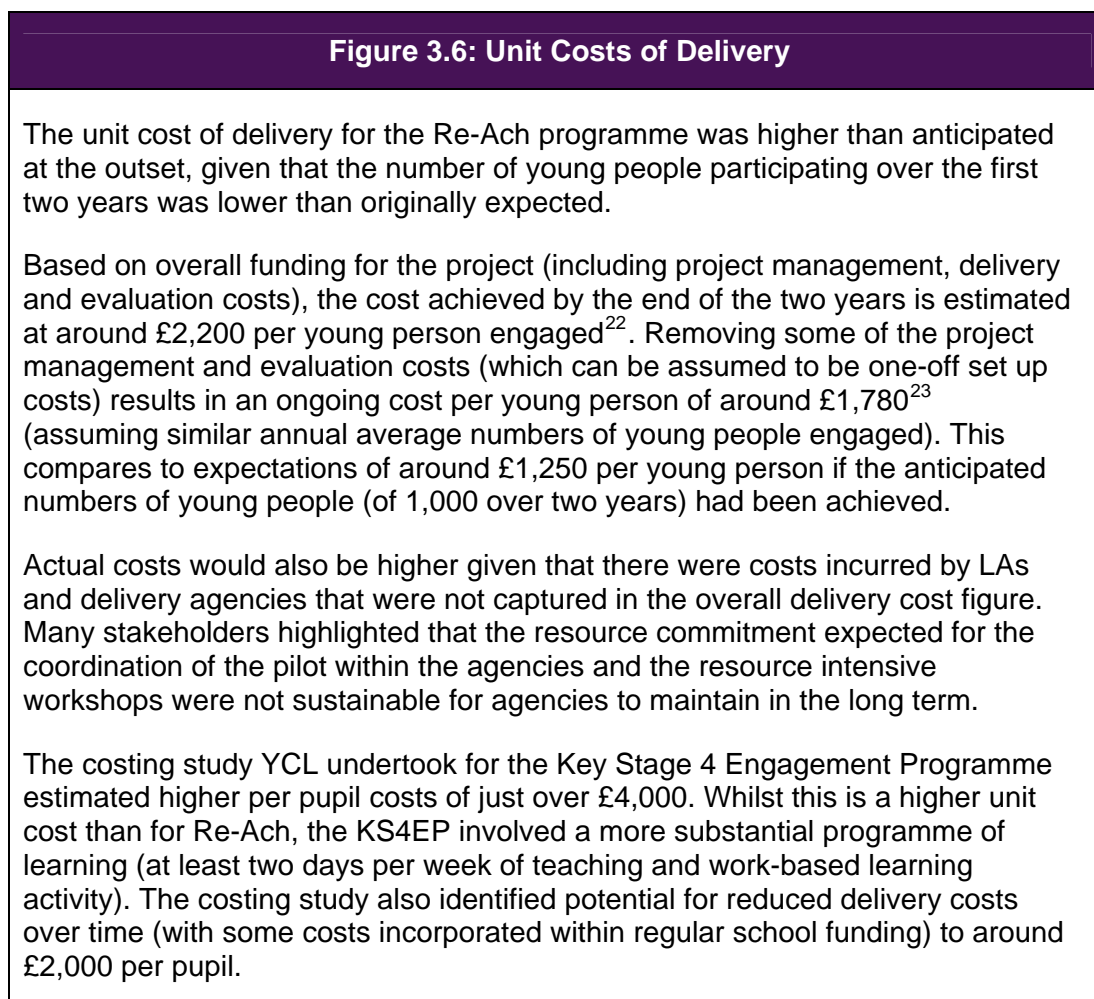 Figure 3.6: Unit Costs of Delivery
The unit cost of delivery for the Re-Ach programme was higher than anticipated
at the outset, given that the number of young people participating over the first
two years was lower than originally expected.
Based on overall funding for the project (including project management, delivery
and evaluation costs), the cost achieved by the end of the two years is estimated
at around £2,200 per young person engaged22. Removing some of the project
management and evaluation costs (which can be assumed to be one-off set up
costs) results in an ongoing cost per young person of around £1,78023
(assuming similar annual average numbers of young people engaged). This
compares to expectations of around £1,250 per young person if the anticipated
numbers of young people (of 1,000 over two years) had been achieved.
Actual costs would also be higher given that there were costs incurred by LAs
and delivery agencies that were not captured in the overall delivery cost figure.
Many stakeholders highlighted that the resource commitment expected for the
coordination of the pilot within the agencies and the resource intensive
workshops were not sustainable for agencies to maintain in the long term.
The costing study YCL undertook for the Key Stage 4 Engagement Programme
estimated higher per pupil costs of just over £4,000. Whilst this is a higher unit
cost than for Re-Ach, the KS4EP involved a more substantial programme of
learning (at least two days per week of teaching and work-based learning
activity). The costing study also identified potential for reduced delivery costs
over time (with some costs incorporated within regular school funding) to around
£2,000 per pupil.